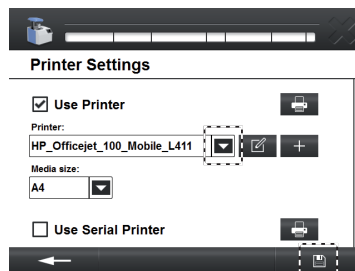 Printer Settings
Use Printer
Printer:
HP_Officejet_100_Mobile_L411
Media size:
A4
Use Serial Printer